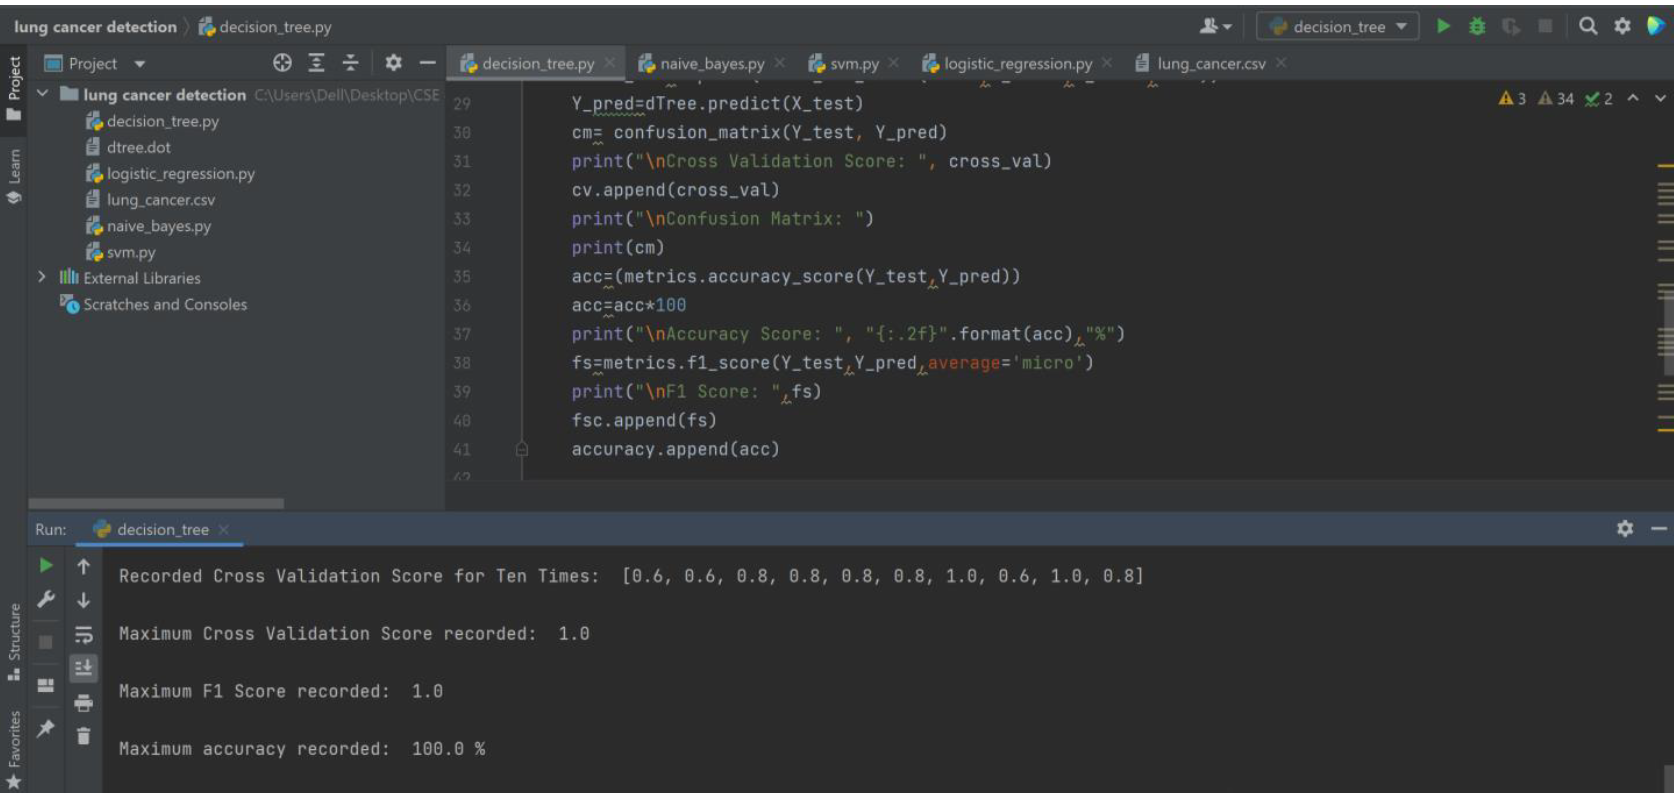 lung cancer detection decision_tree.py
decision_tree
Project
decision_tree.py naive_bayes.py svm.py logistic_regression.py lung_cancer.csv
Project
Learn
Structure
Favorites
lung cancer detection C:\Users\Dell\Desktop\CSE
decision_tree.py
dtree.dot
logistic_regression.py
lung_cancer.csv
naive_bayes.py
svm.py
External Libraries
Scratches and Consoles
3 34 2
29 Y_pred=dTree.predict(X_test)
30 cm= confusion_matrix(Y_test, Y_pred)
31 print("\nCross Validation Score: ", cross_val)
32 cv.append(cross_val)
33 print("\nConfusion Matrix: ")
34 print(cm)
35 acc=(metrics.accuracy_score(Y_test,Y_pred))
36 acc=acc*100
37 print("\nAccuracy Score: ", "{:.2f}".format(acc),"%")
38 fs=metrics.f1_score(Y_test,Y_pred,average='micro')
39 print("\nF1 Score: ",fs)
40 fsc.append(fs)
41 accuracy.append(acc)
42
Run: decision_tree
Recorded Cross Validation Score for Ten Times:  [0.6, 0.6, 0.8, 0.8, 0.8, 0.8, 1.0, 0.6, 1.0, 0.8]
Maximum Cross Validation Score recorded:  1.0
Maximum F1 Score recorded:  1.0
Maximum accuracy recorded:  100.0 %